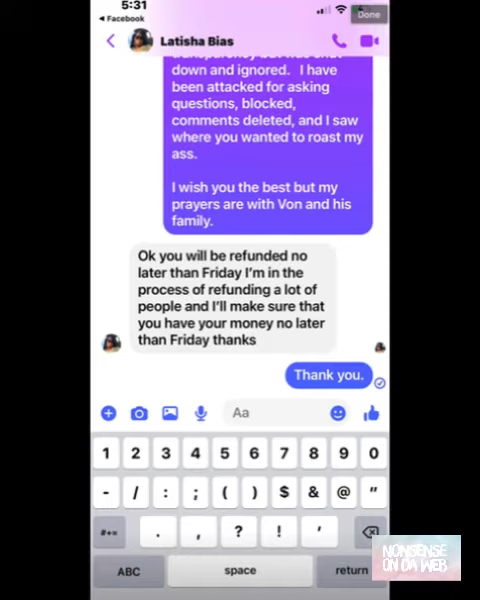 5:31
Done
Facebook
Latisha Bias
down and ignored. I have
been attacked for asking
questions, blocked,
comments deleted, and I saw
where you wanted to roast my
ass.
I wish you the best but my
prayers are with Von and his
family.
Ok you will be refunded no
later than Friday I'm in the
process of refunding a lot of
people and I'll make sure that
you have your money no later
than Friday thanks
Thank you.
Aa
1 2 3 4 5 6 7 8 9 0
- / : ; ( ) $ & @ "
#+= . , ? ! '
ABC space return
NONSENSE
ON DA WEB